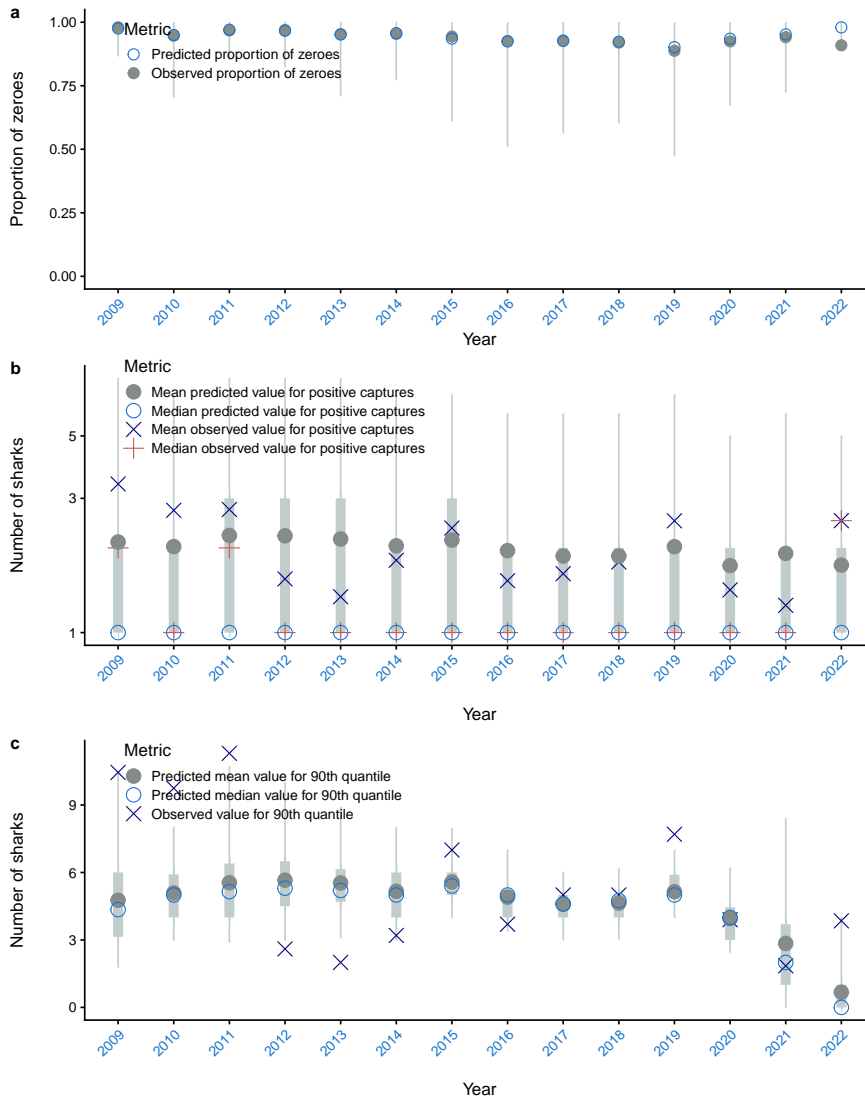 a
Metric
Predicted proportion of zeroes
Observed proportion of zeroes
Proportion of zeroes
1.00
0.75
0.50
0.25
0.00
2009 2010 2011 2012 2013 2014 2015 2016 2017 2018 2019 2020 2021 2022
Year
b
Metric
Mean predicted value for positive captures
Median predicted value for positive captures
Mean observed value for positive captures
Median observed value for positive captures
Number of sharks
5
3
1
2009 2010 2011 2012 2013 2014 2015 2016 2017 2018 2019 2020 2021 2022
Year
c
Metric
Predicted mean value for 90th quantile
Predicted median value for 90th quantile
Observed value for 90th quantile
Number of sharks
9
6
3
0
2009 2010 2011 2012 2013 2014 2015 2016 2017 2018 2019 2020 2021 2022
Year